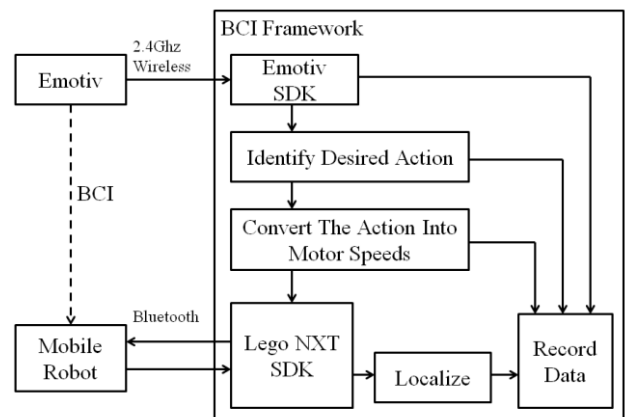 BCI Framework
2.4Ghz
Wireless
Emotiv
Emotiv
SDK
Identify Desired Action
BCI
Convert The Action Into
Motor Speeds
Bluetooth
Mobile
Robot
Lego NXT
SDK
Localize
Record
Data